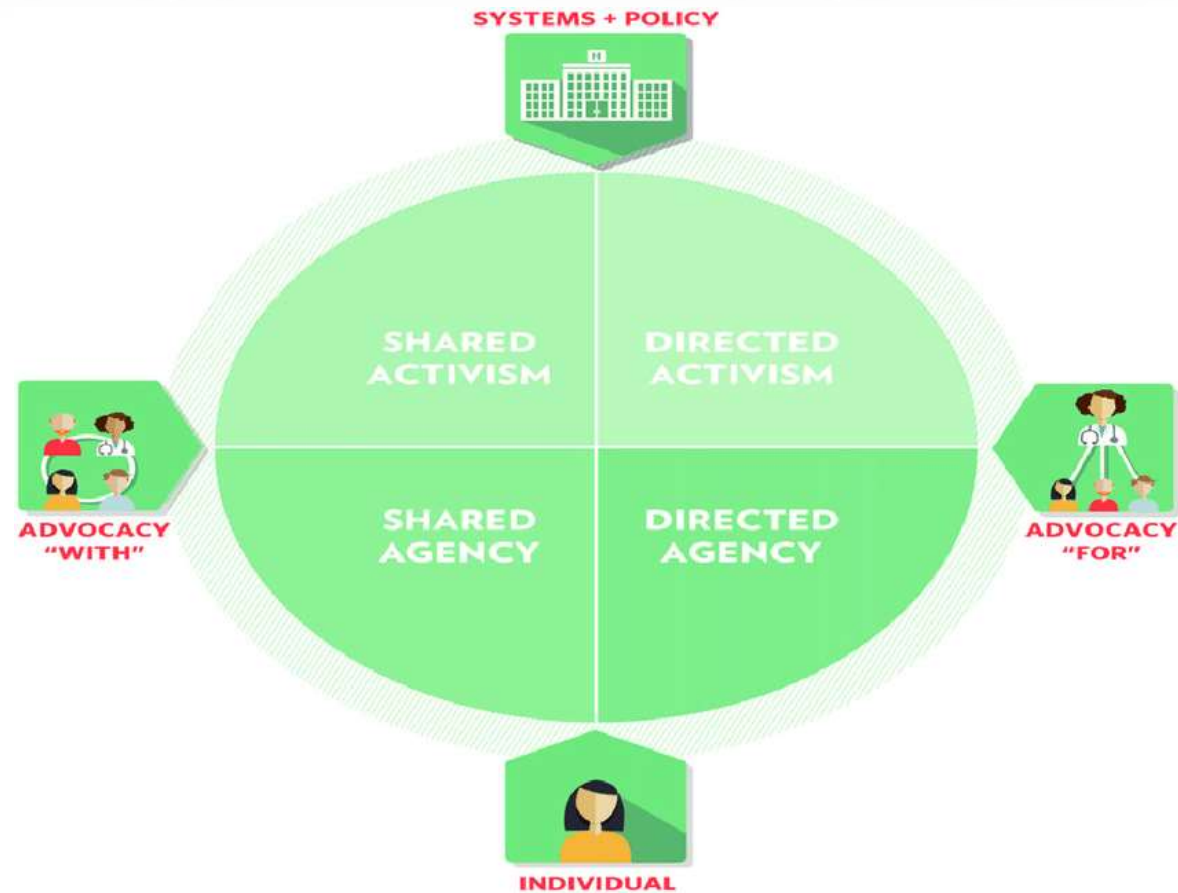 SYSTEMS + POLICY
H
SHARED
ACTIVISM
DIRECTED
ACTIVISM
ADVOCACY
"WITH"
SHARED
AGENCY
DIRECTED
AGENCY
ADVOCACY
"FOR"
INDIVIDUAL